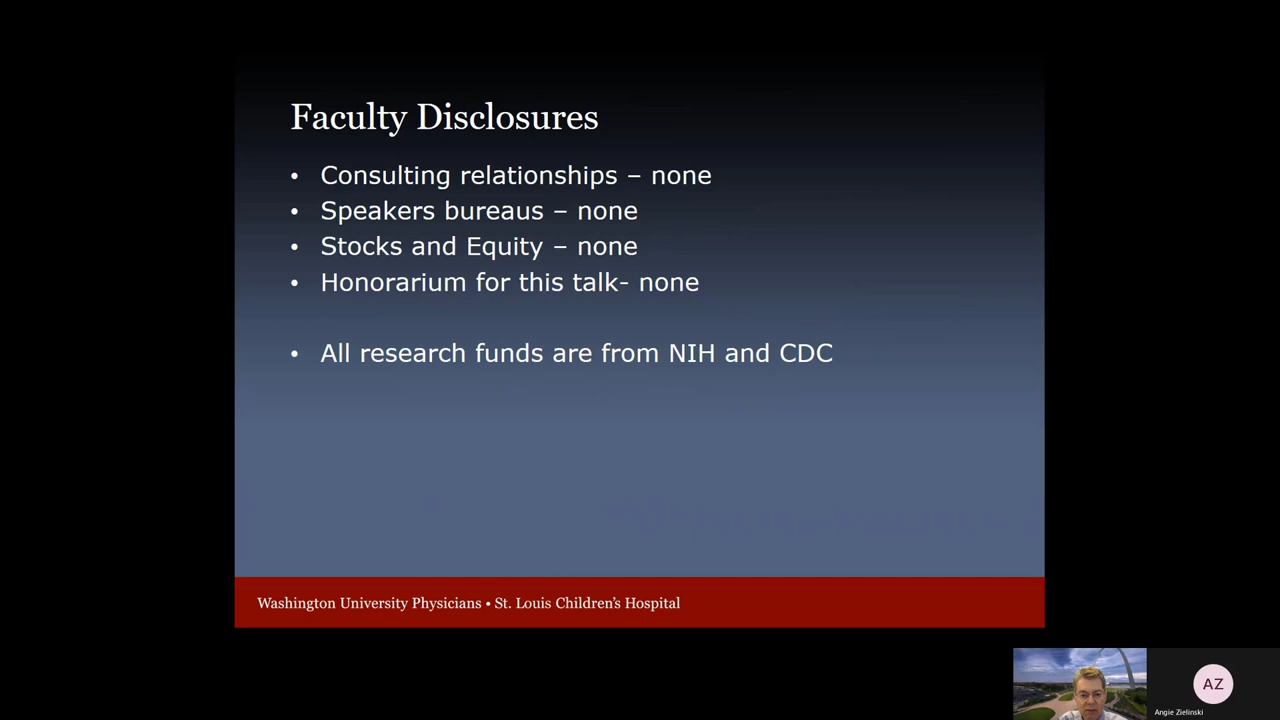 Faculty Disclosures
• Consulting relationships – none
• Speakers bureaus – none
• Stocks and Equity – none
• Honorarium for this talk- none
• All research funds are from NIH and CDC
Washington University Physicians • St. Louis Children's Hospital
AZ
Angie Zielinski